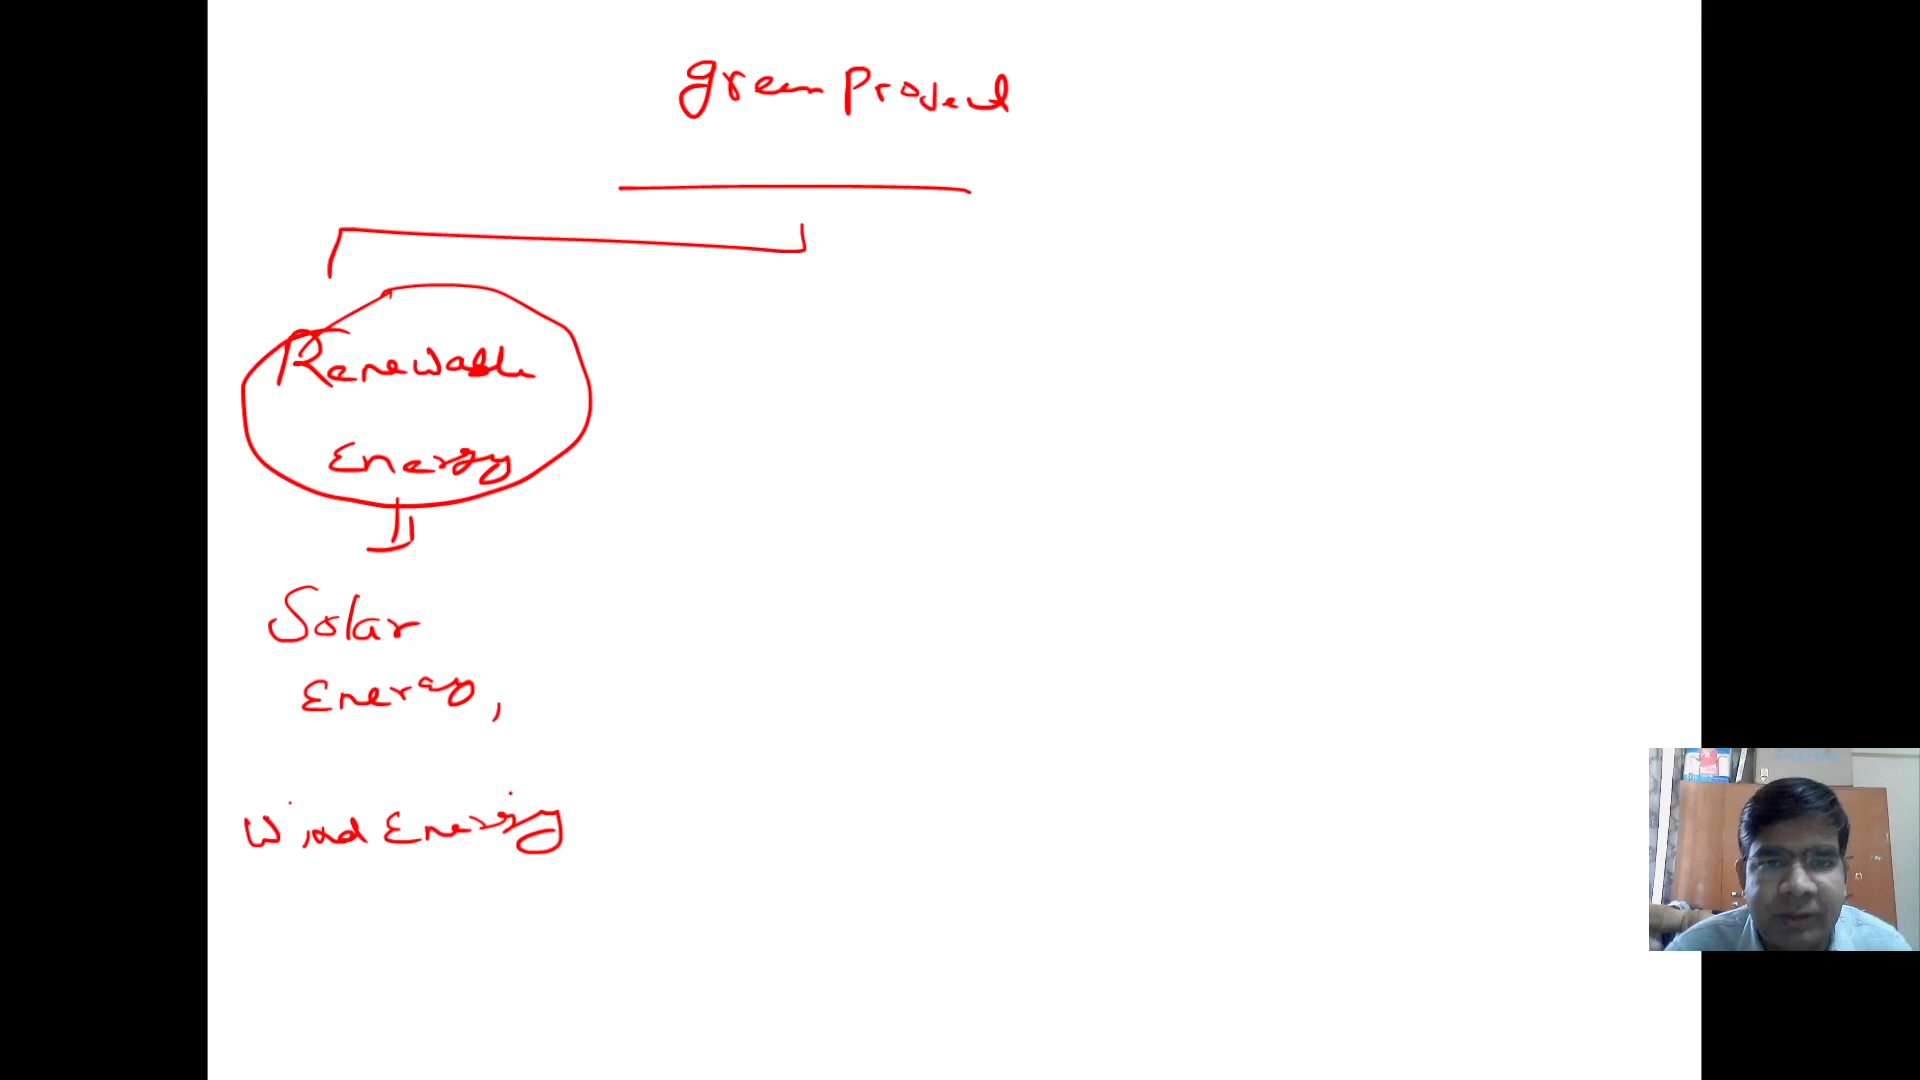 green Project
Renewable
Energy
Solar
Energy,
Wind Energy